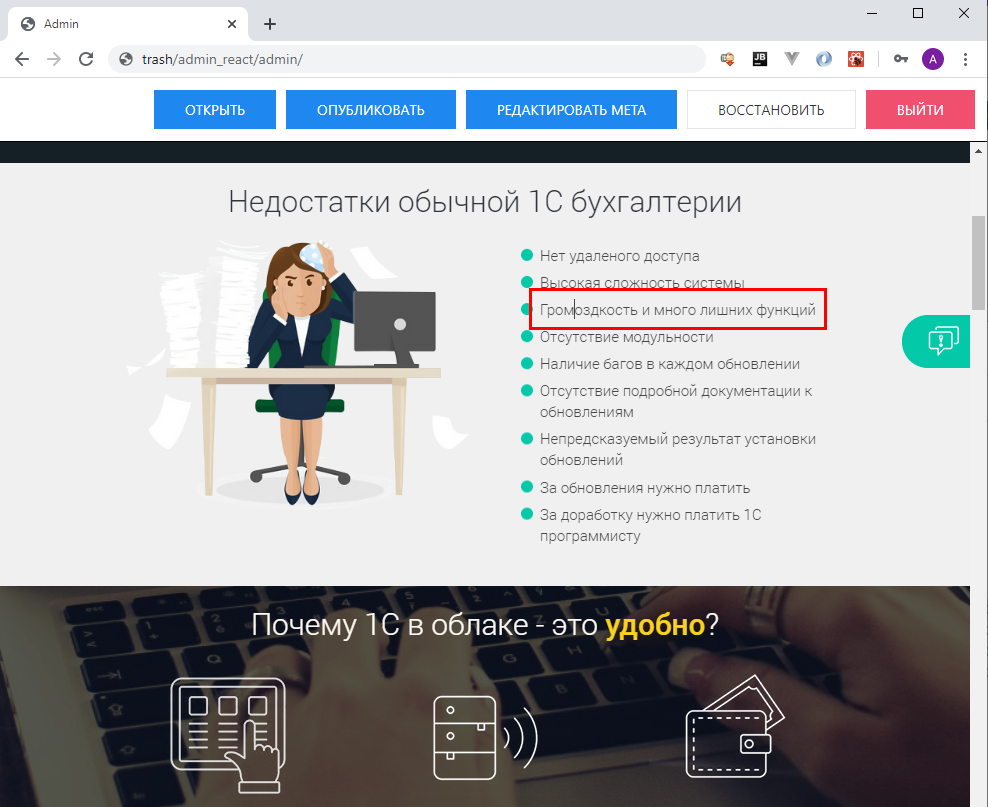 Admin
trash/admin_react/admin/
JB
A
ОТКРЫТЬ
ОПУБЛИКОВАТЬ
РЕДАКТИРОВАТЬ МЕТА
ВОССТАНОВИТЬ
ВЫЙТИ
Недостатки обычной 1С бухгалтерии
Нет удаленого доступа
Высокая сложность системы
Громоздкость и много лишних функций
Отсутствие модульности
Наличие багов в каждом обновлении
Отсутствие подробной документации к
обновлениям
Непредсказуемый результат установки
обновлений
За обновления нужно платить
За доработку нужно платить 1С
программисту
Почему 1С в облаке - это удобно?